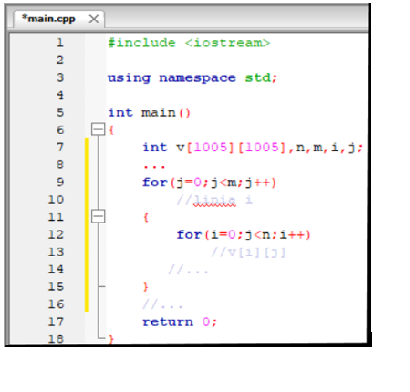 *main.cpp
1 #include <iostream>
2
3 using namespace std;
4
5 int main()
6 {
7 int v[1005][1005],n,m,i,j;
8 ...
9 for(j=0;j<m;j++)
10 //linia i
11 {
12 for(i=0;j<n;i++)
13 //v[i][j]
14 //...
15 }
16 //...
17 return 0;
18 }